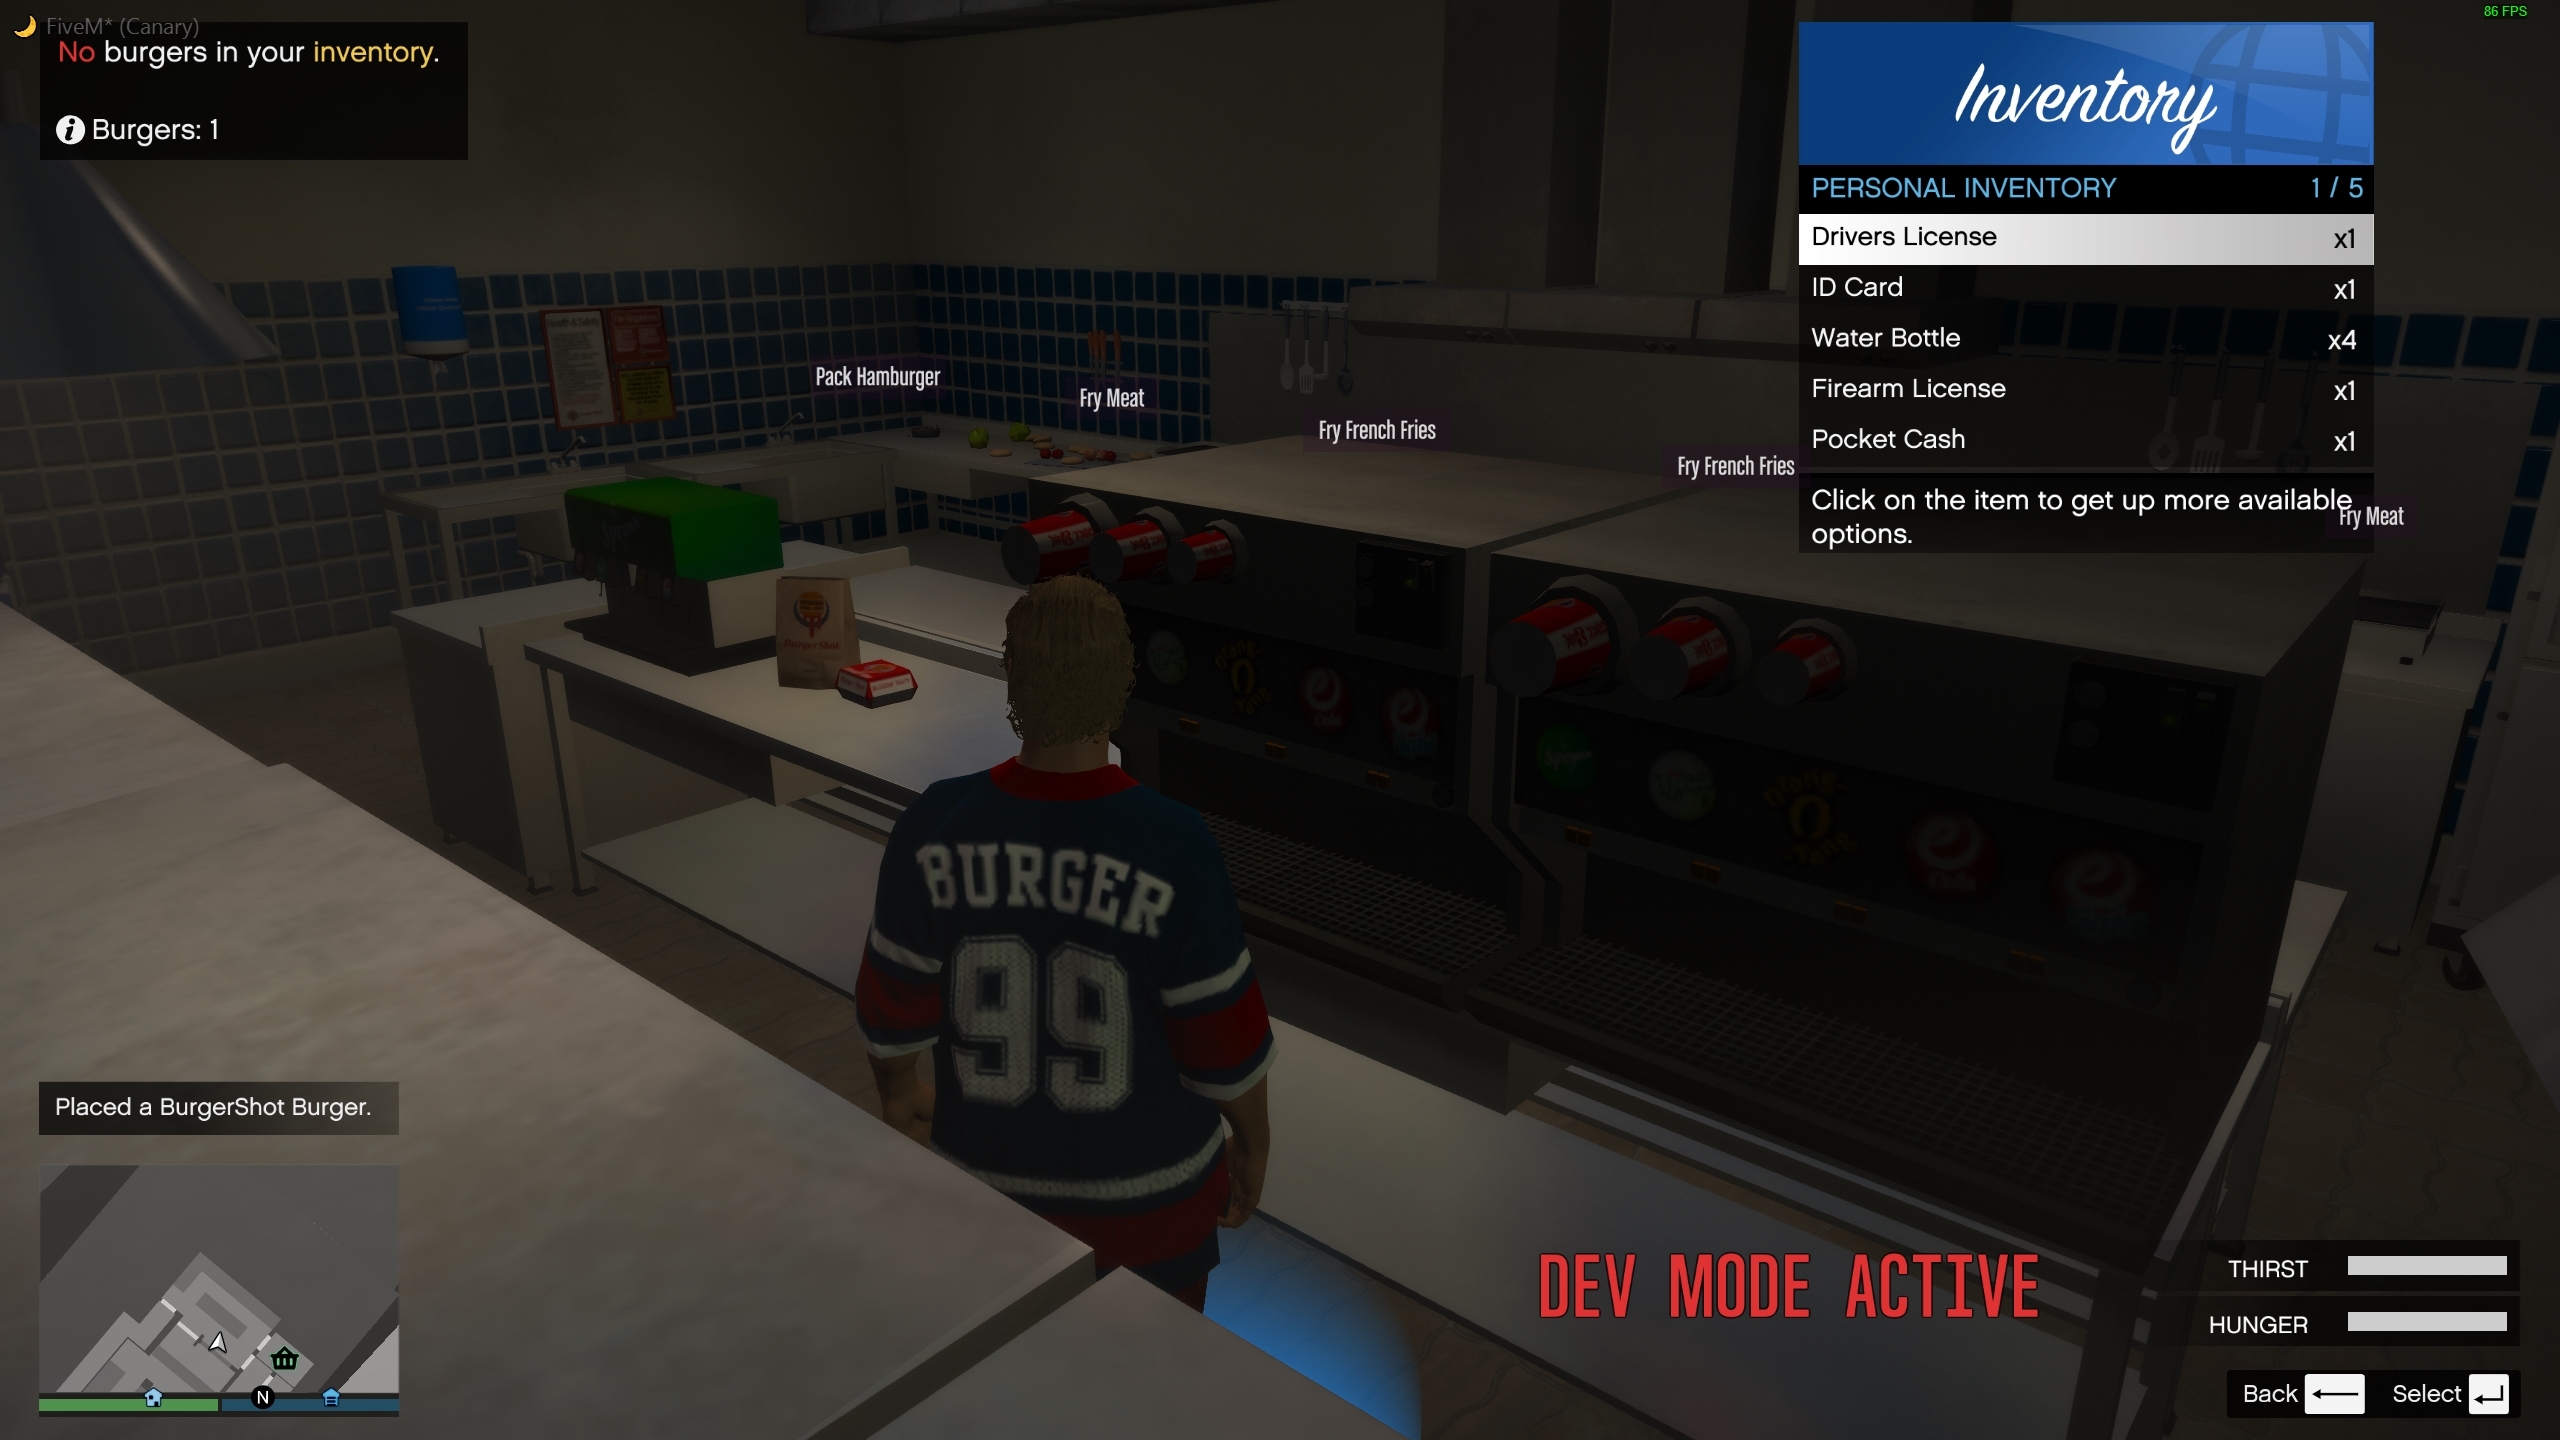 FiveM* (Canary)
86 FPS
No burgers in your inventory.
Burgers: 1
Inventory
PERSONAL INVENTORY 1 / 5
Drivers License x1
ID Card x1
Water Bottle x4
Firearm License x1
Pocket Cash x1
Click on the item to get up more available
options.
Pack Hamburger
Fry Meat
Fry French Fries
Fry French Fries
Fry Meat
Health & Safety
BurgerShot
BURGER
99
Placed a BurgerShot Burger.
N
DEV MODE ACTIVE
THIRST
HUNGER
Back
Select